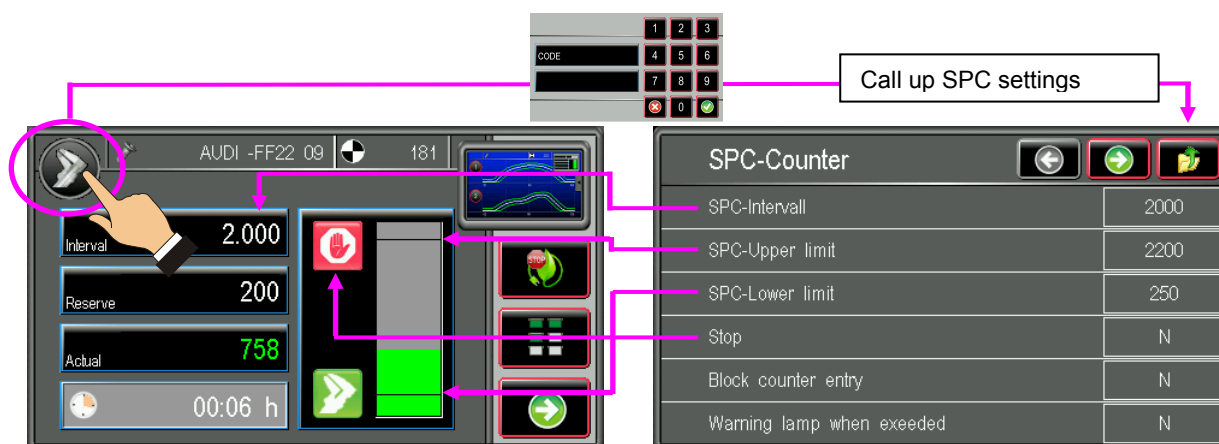 1 2 3
CODE 4 5 6
7 8 9
0
Call up SPC settings
AUDI -FF22 09 181
Interval 2.000
Reserve 200
Actual 758
00:06 h
STOP
SPC-Counter
SPC-Intervall 2000
SPC-Upper limit 2200
SPC-Lower limit 250
Stop N
Block counter entry N
Warning lamp when exeeded N